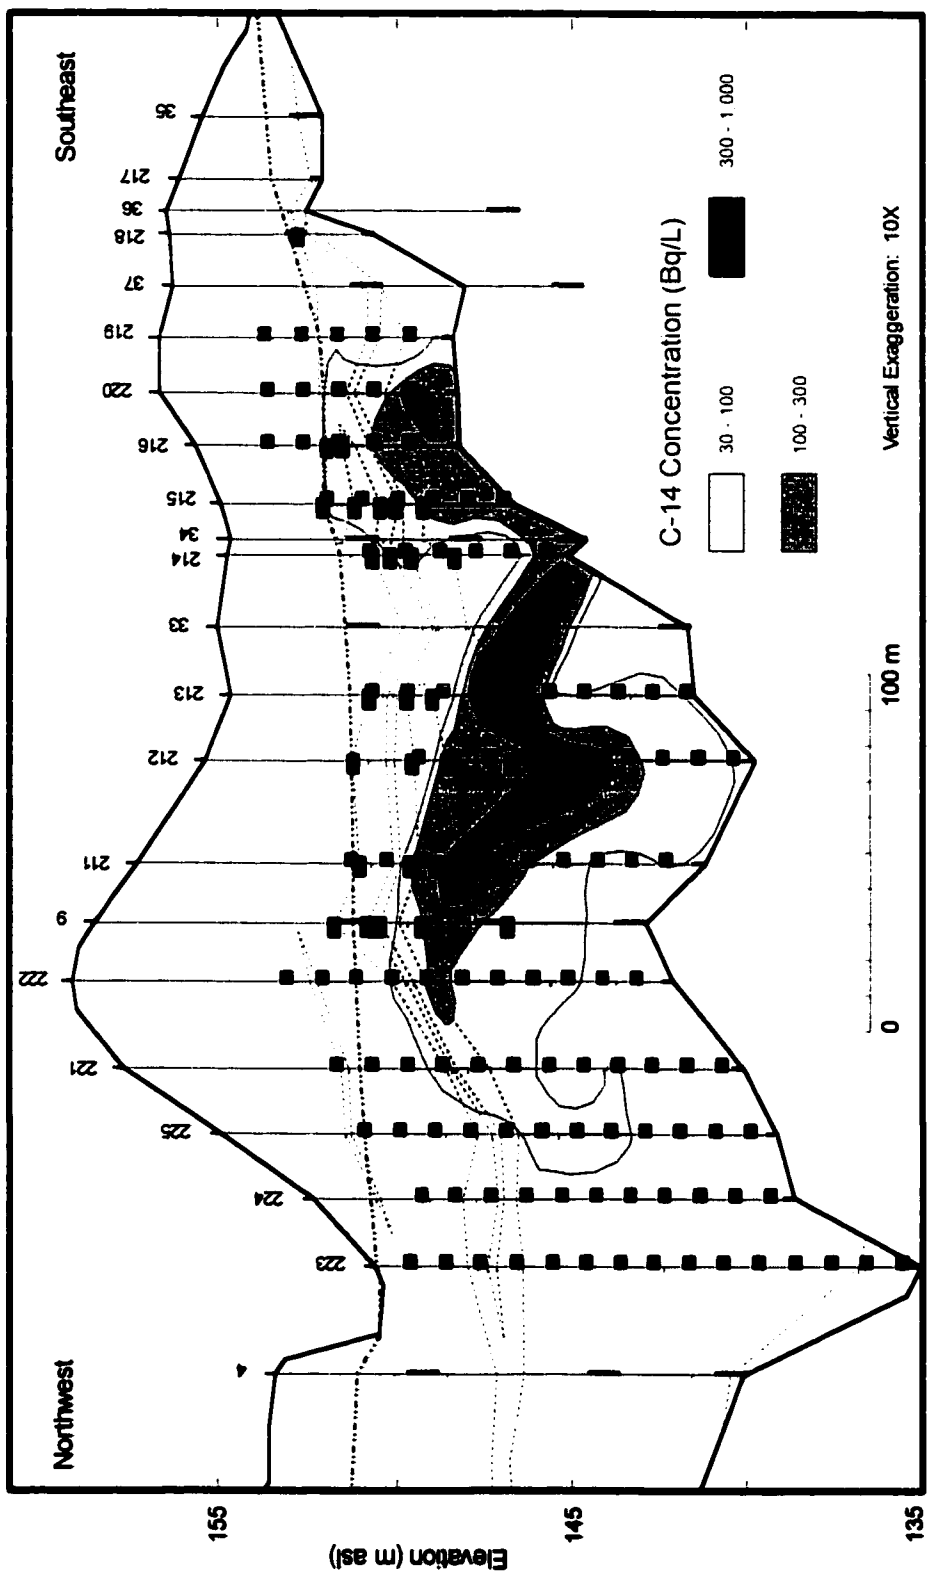 Northwest
Southeast
4
223
224
225
221
222
9
211
212
213
33
214
34
215
216
220
219
37
218
36
217
35
155
145
135
Elevation (m asl)
C-14 Concentration (Bq/L)
30 - 100
300 - 1 000
100 - 300
0
100 m
Vertical Exaggeration: 10X